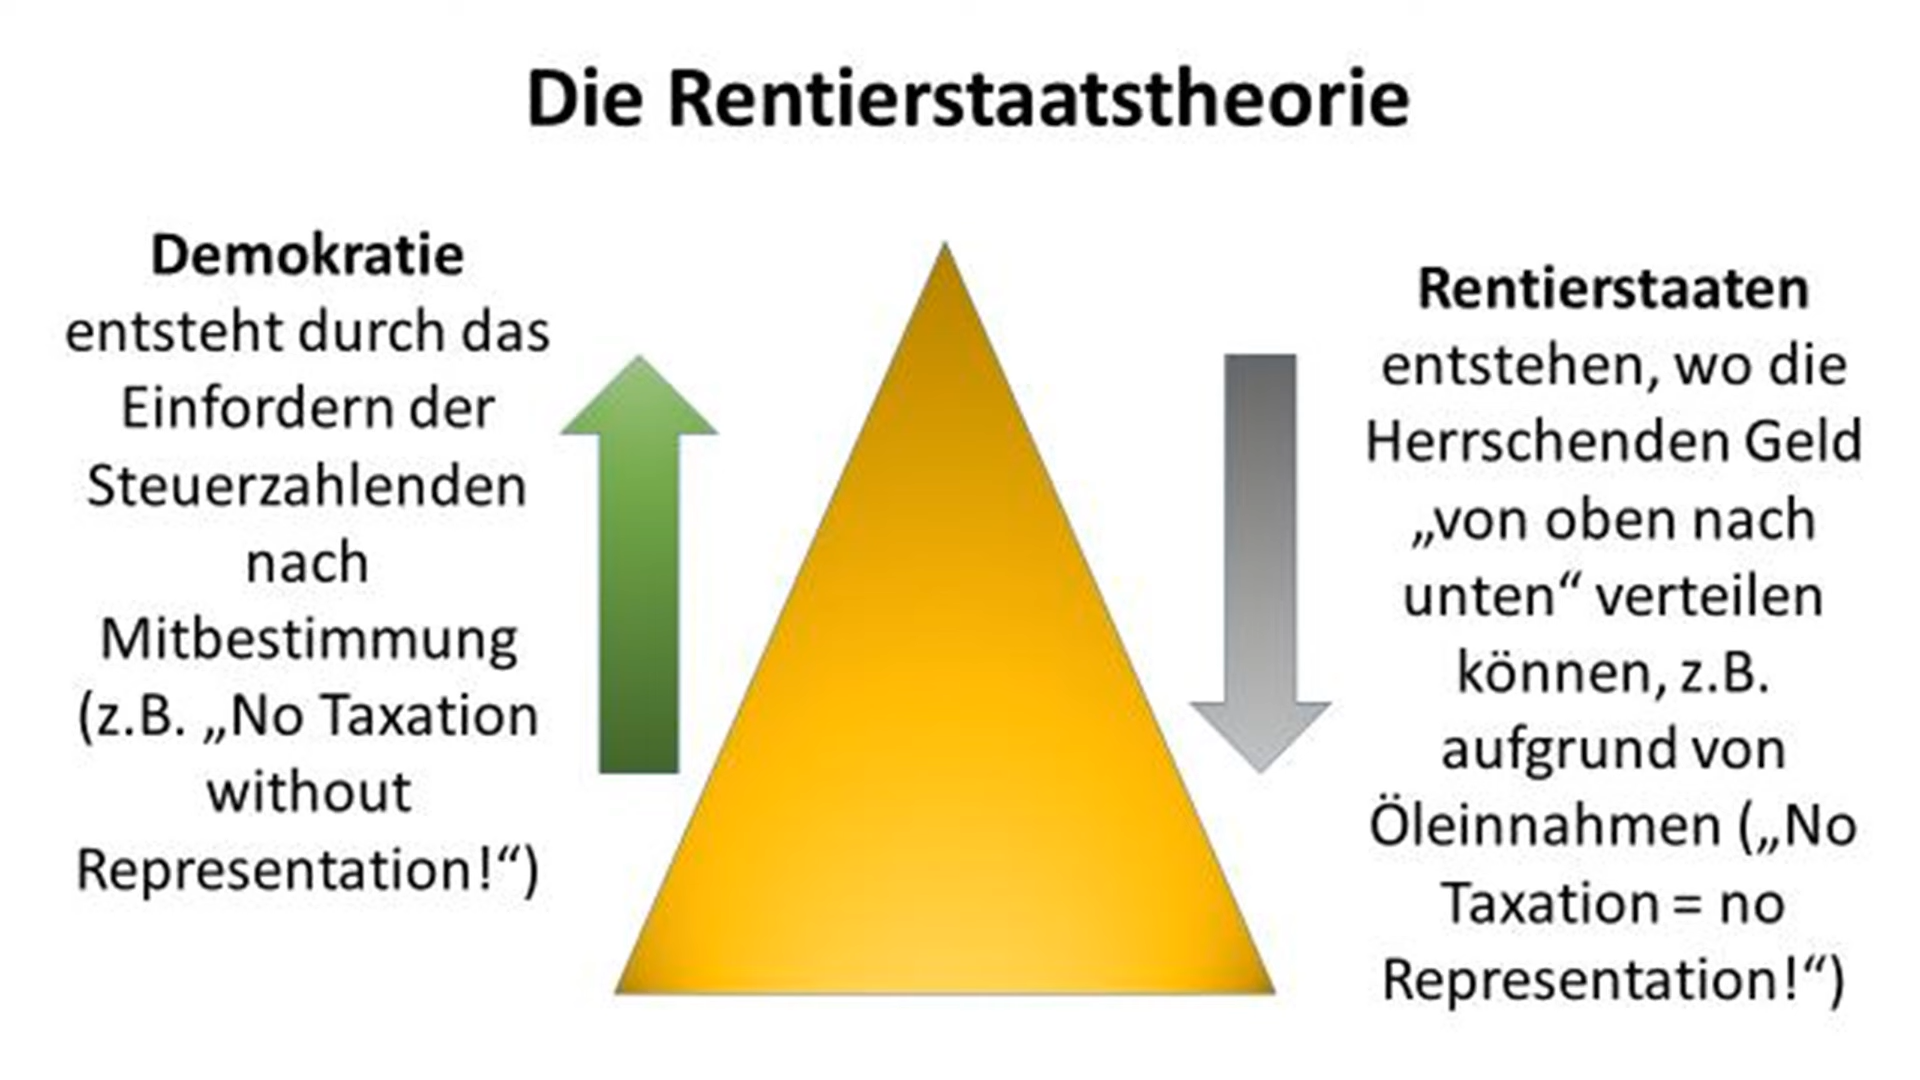 Die Rentierstaatstheorie
Demokratie
entsteht durch das
Einfordern der
Steuerzahlenden
nach
Mitbestimmung
(z.B. „No Taxation
without
Representation!“)
Rentierstaaten
entstehen, wo die
Herrschenden Geld
„von oben nach
unten“ verteilen
können, z.B.
aufgrund von
Öleinnahmen („No
Taxation = no
Representation!“)